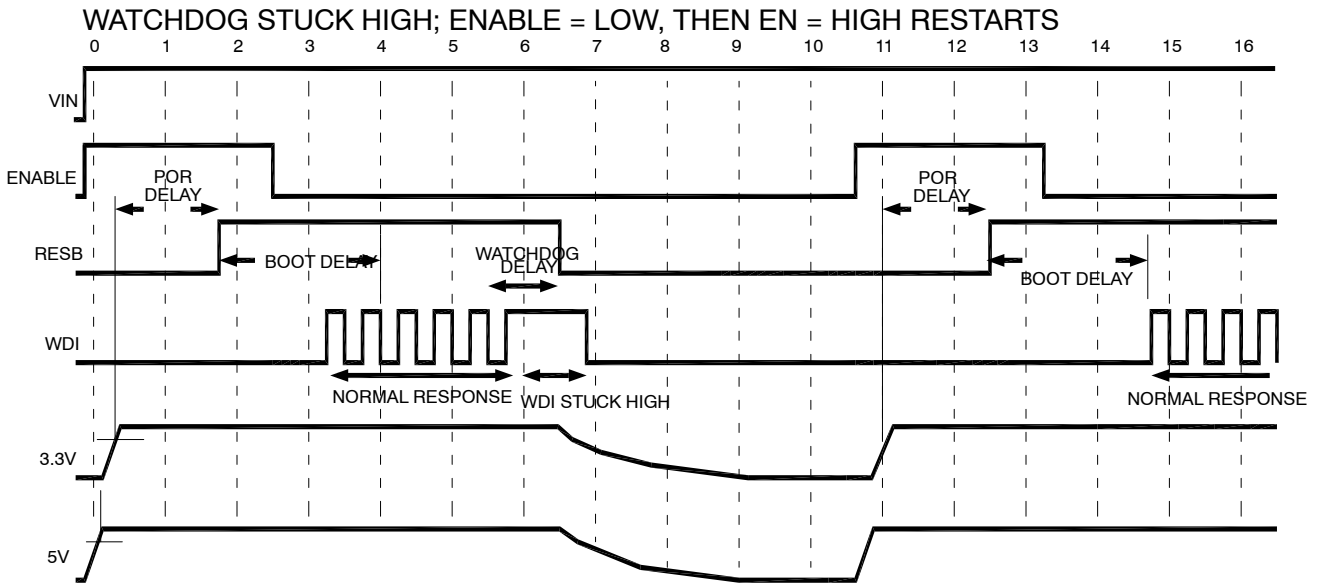 WATCHDOG STUCK HIGH; ENABLE = LOW, THEN EN = HIGH RESTARTS
0 1 2 3 4 5 6 7 8 9 10 11 12 13 14 15 16
VIN
ENABLE
POR
DELAY
POR
DELAY
RESB
BOOT DELAY
WATCHDOG
DELAY
BOOT DELAY
WDI
NORMAL RESPONSE
WDI STUCK HIGH
NORMAL RESPONSE
3.3V
5V